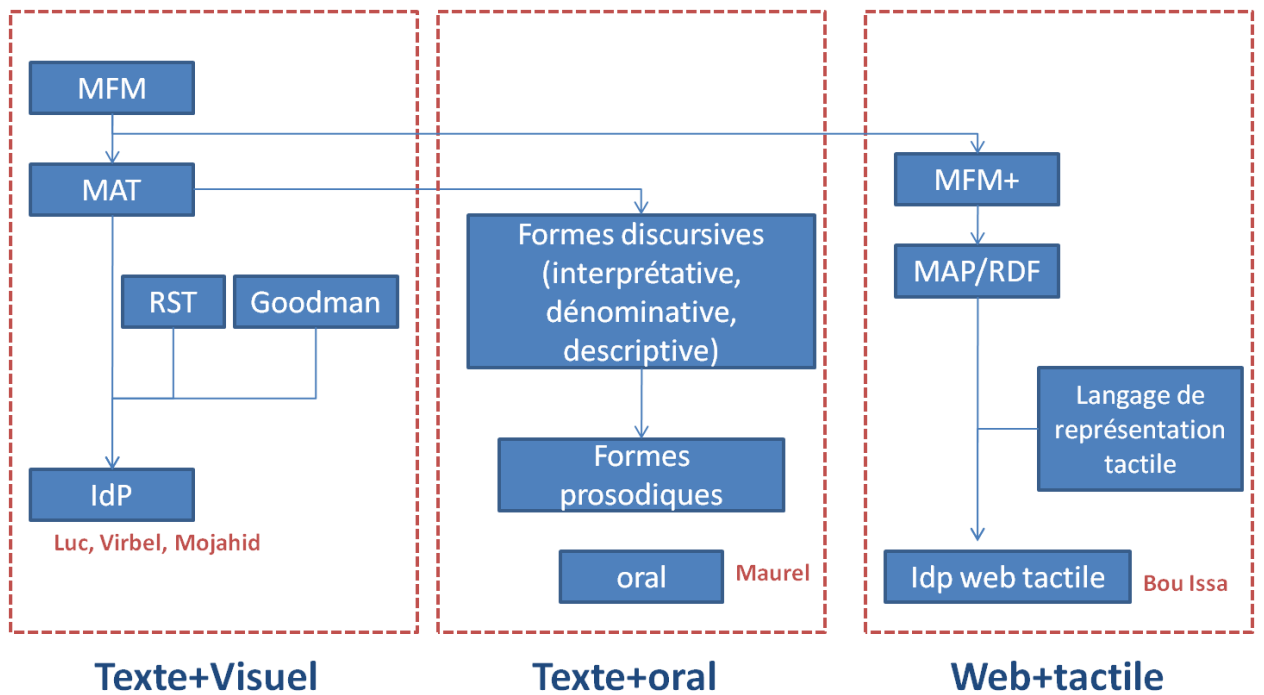 MFM
MAT
RST
Goodman
IdP
Luc, Virbel, Mojahid
Texte+Visuel
Formes discursives
(interprétative,
dénominative,
descriptive)
Formes
prosodiques
oral
Maurel
Texte+oral
MFM+
MAP/RDF
Langage de
représentation
tactile
Idp web tactile
Bou Issa
Web+tactile